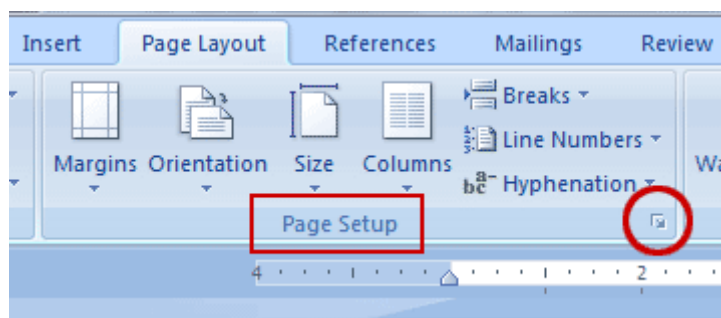 Insert Page Layout References Mailings Review
Breaks
Line Numbers
Margins Orientation Size Columns
Hyphenation
Page Setup
4 2